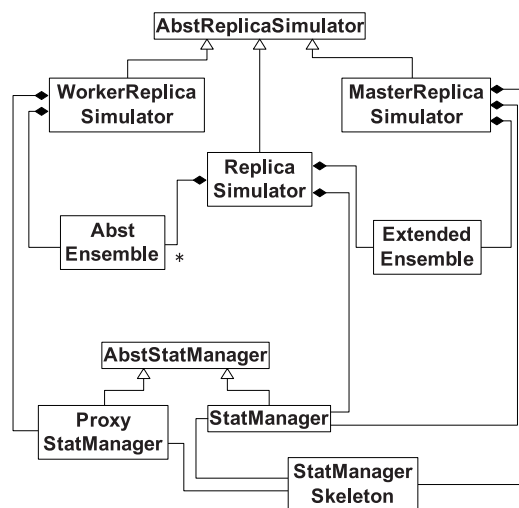 AbstReplicaSimulator
WorkerReplica
Simulator
MasterReplica
Simulator
Replica
Simulator
Abst
Ensemble
*
Extended
Ensemble
AbstStatManager
Proxy
StatManager
StatManager
StatManager
Skeleton